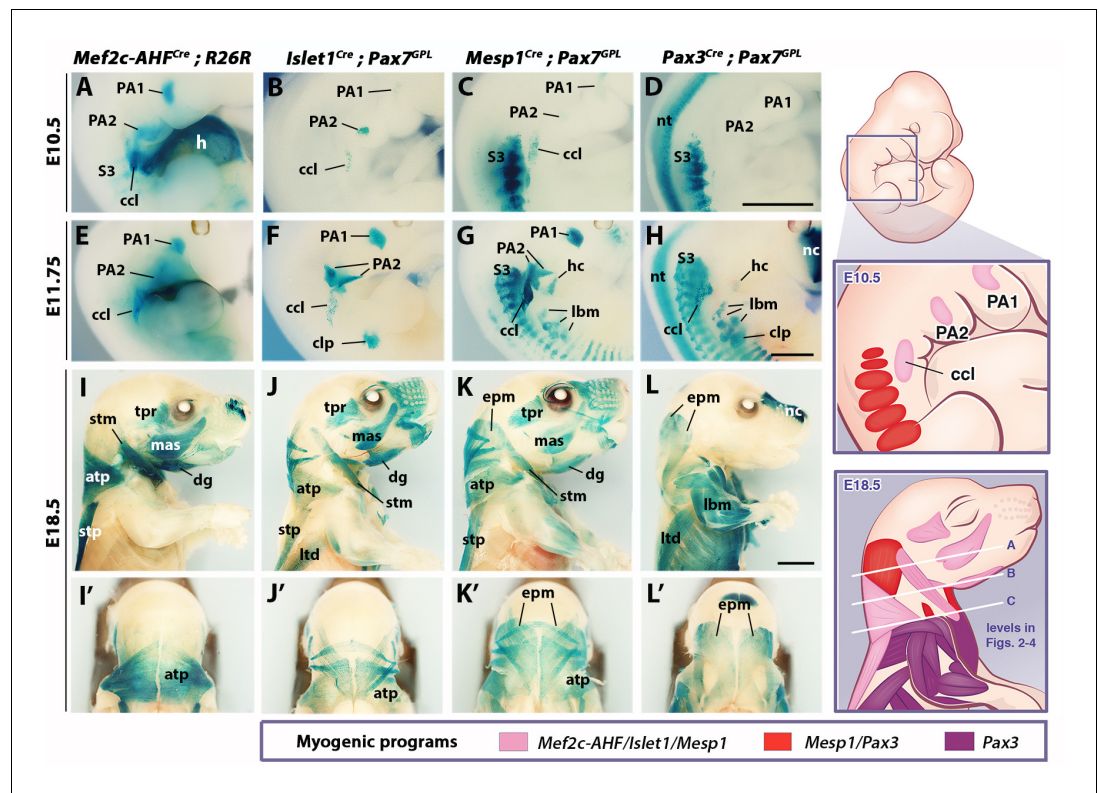 Mef2c-AHFCre ; R26R
Islet1Cre ; Pax7GPL
Mesp1Cre ; Pax7GPL
Pax3Cre ; Pax7GPL
E10.5
A
PA1
PA2
h
S3
ccl
B
PA1
PA2
ccl
C
PA1
PA2
S3
ccl
D
PA1
nt
PA2
S3
E11.75
E
PA1
PA2
ccl
F
PA1
PA2
ccl
clp
G
PA1
PA2
S3
hc
lbm
ccl
H
nc
S3
nt
hc
lbm
ccl
clp
E10.5
PA1
PA2
ccl
E18.5
I
tpr
stm
mas
atp
dg
stp
J
tpr
mas
dg
atp
stm
stp
ltd
K
epm
tpr
mas
dg
atp
stm
stp
L
epm
nc
lbm
ltd
I’
atp
J’
atp
K’
epm
atp
L’
epm
E18.5
A
B
C
levels in
Figs. 2-4
Myogenic programs
Mef2c-AHF/Islet1/Mesp1
Mesp1/Pax3
Pax3